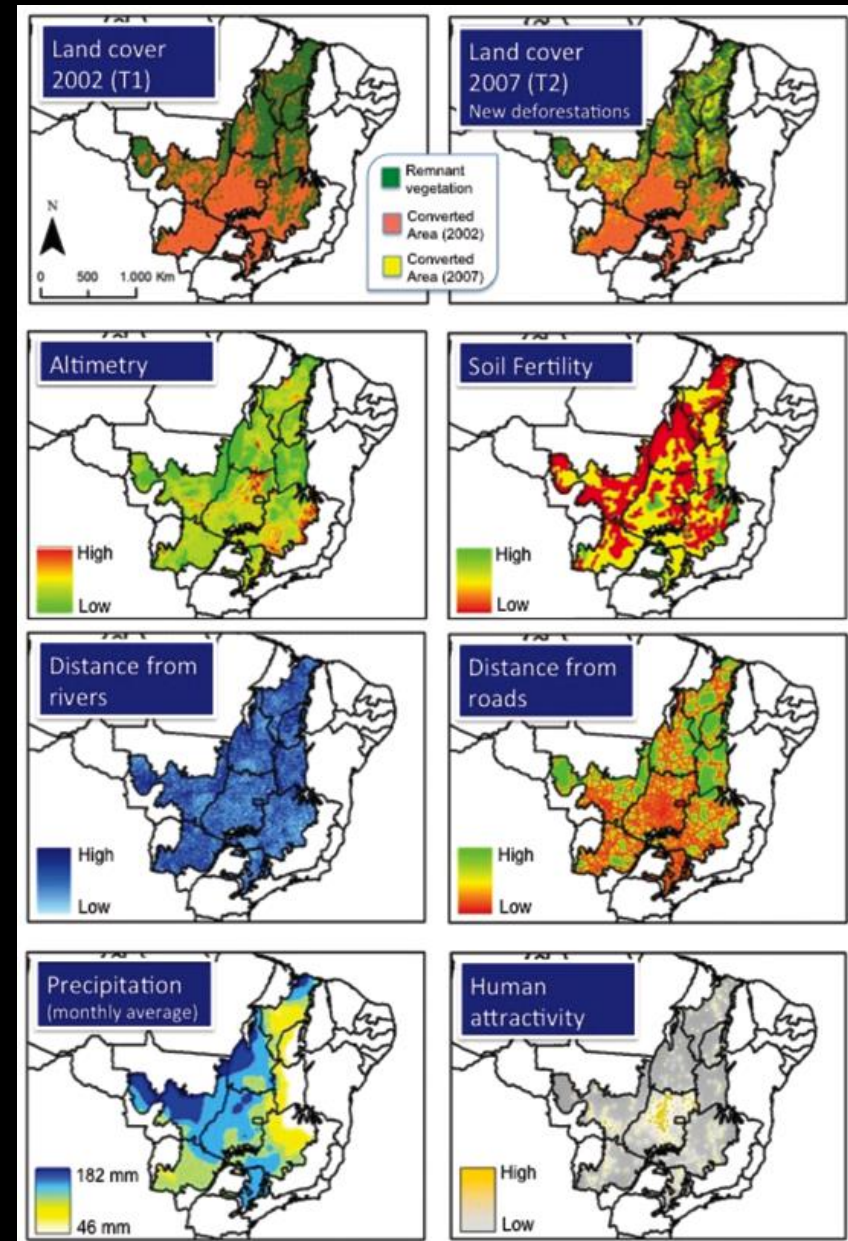 Land cover
2002 (T1)
Land cover
2007 (T2)
New deforestations
Remnant
vegetation
Converted
Area (2002)
Converted
Area (2007)
N
0 500 1.000 Km
Altimetry
High
Low
Soil Fertility
High
Low
Distance from
rivers
High
Low
Distance from
roads
High
Low
Precipitation
(monthly average)
182 mm
46 mm
Human
attractivity
High
Low